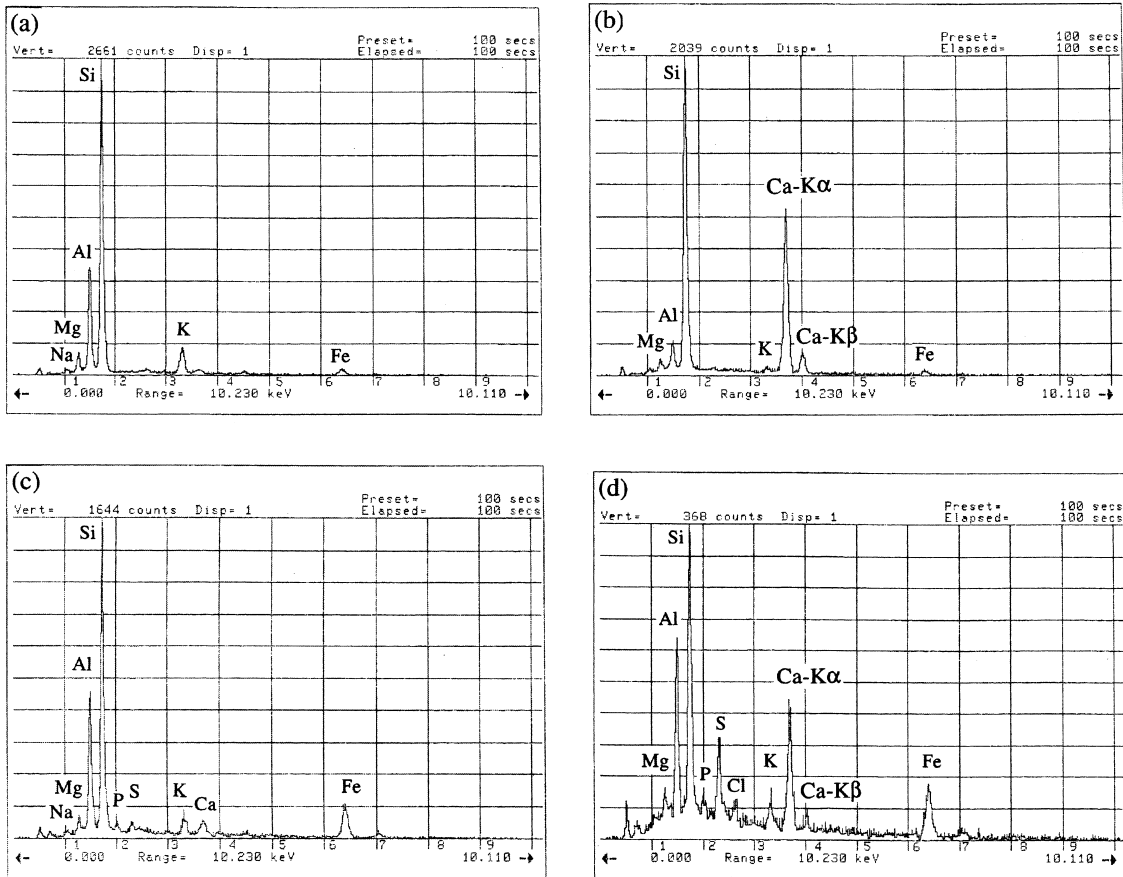 (a)
Preset= 100 secs
Vert= 2661 counts Disp= 1 Elapsed= 100 secs
Si
Al
Mg
Na
K
Fe
1 2 3 4 5 6 7 8 9
←- 0.000 Range= 10.230 keV 10.110 -→
(b)
Preset= 100 secs
Vert= 2039 counts Disp= 1 Elapsed= 100 secs
Si
Ca-Kα
Al
Mg
K
Ca-Kβ
Fe
1 2 3 4 5 6 7 8 9
←- 0.000 Range= 10.230 keV 10.110 -→
(c)
Preset= 100 secs
Vert= 1644 counts Disp= 1 Elapsed= 100 secs
Si
Al
Mg
Na
P
S
K
Ca
Fe
1 2 3 4 5 6 7 8 9
←- 0.000 Range= 10.230 keV 10.110 -→
(d)
Preset= 100 secs
Vert= 368 counts Disp= 1 Elapsed= 100 secs
Si
Al
Ca-Kα
S
Mg
P
Cl
K
Ca-Kβ
Fe
1 2 3 4 5 6 7 8 9
←- 0.000 Range= 10.230 keV 10.110 -→